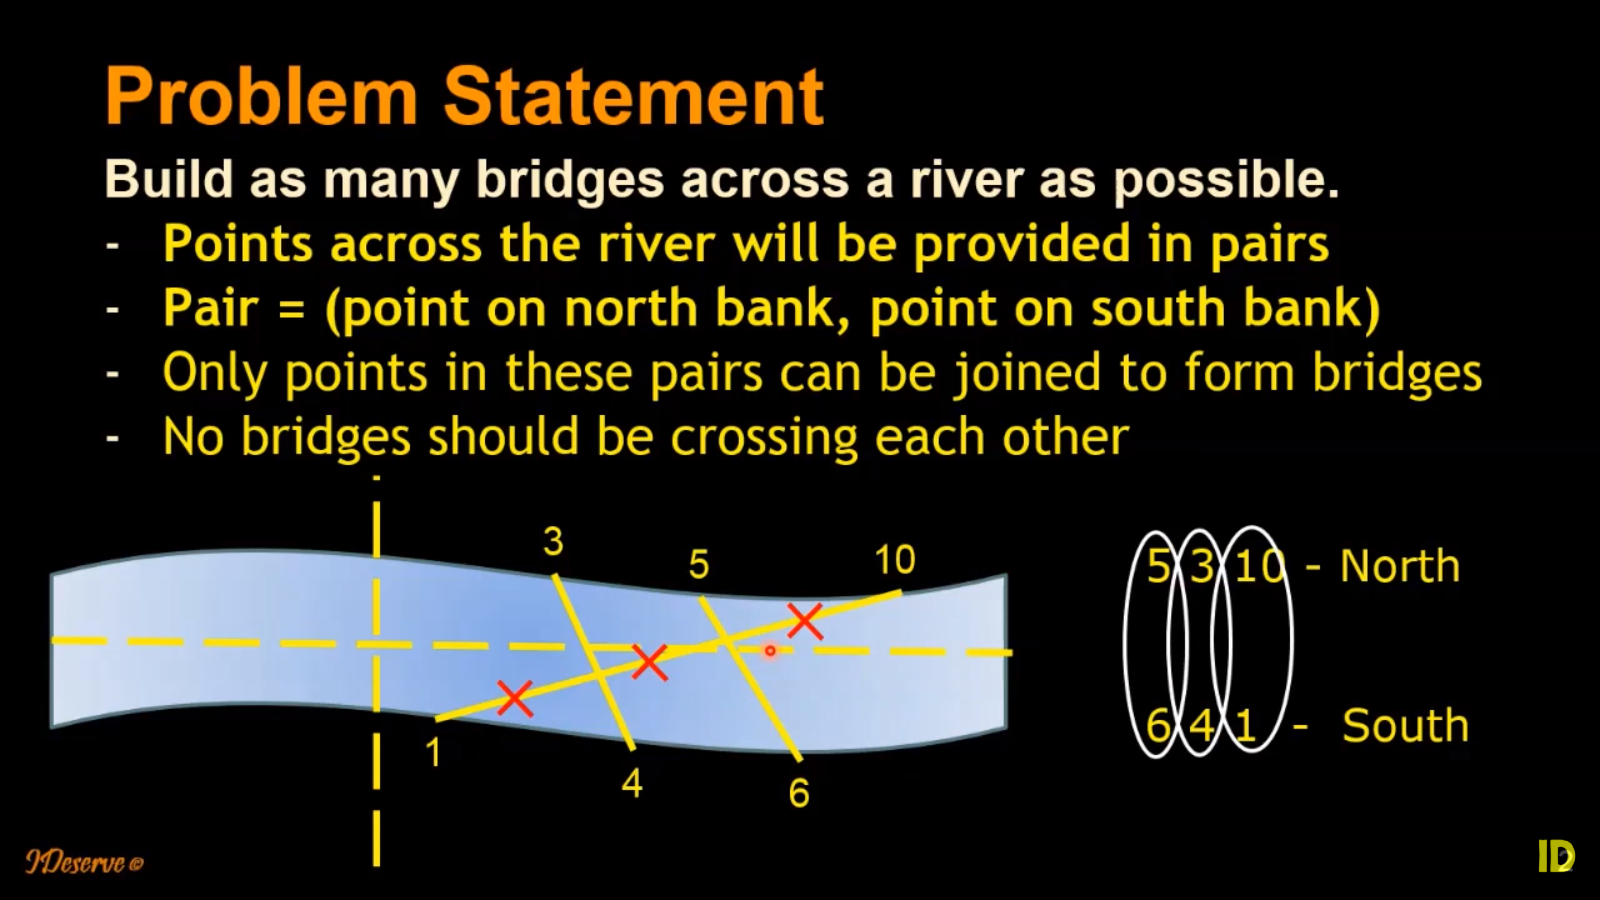 Problem Statement
Build as many bridges across a river as possible.
- Points across the river will be provided in pairs
- Pair = (point on north bank, point on south bank)
- Only points in these pairs can be joined to form bridges
- No bridges should be crossing each other
3
5
10
1
4
6
5 3 10 - North
6 4 1 - South
IDeserve ©
ID
2